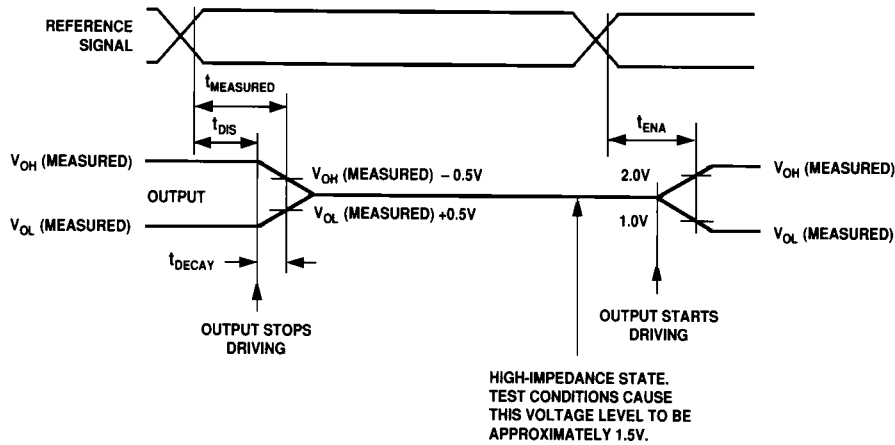 REFERENCE
SIGNAL
tMEASURED
tDIS
tENA
VOH (MEASURED)
VOH (MEASURED) – 0.5V
2.0V
VOH (MEASURED)
OUTPUT
VOL (MEASURED)
VOL (MEASURED) +0.5V
1.0V
VOL (MEASURED)
tDECAY
OUTPUT STOPS
DRIVING
OUTPUT STARTS
DRIVING
HIGH-IMPEDANCE STATE.
TEST CONDITIONS CAUSE
THIS VOLTAGE LEVEL TO BE
APPROXIMATELY 1.5V.